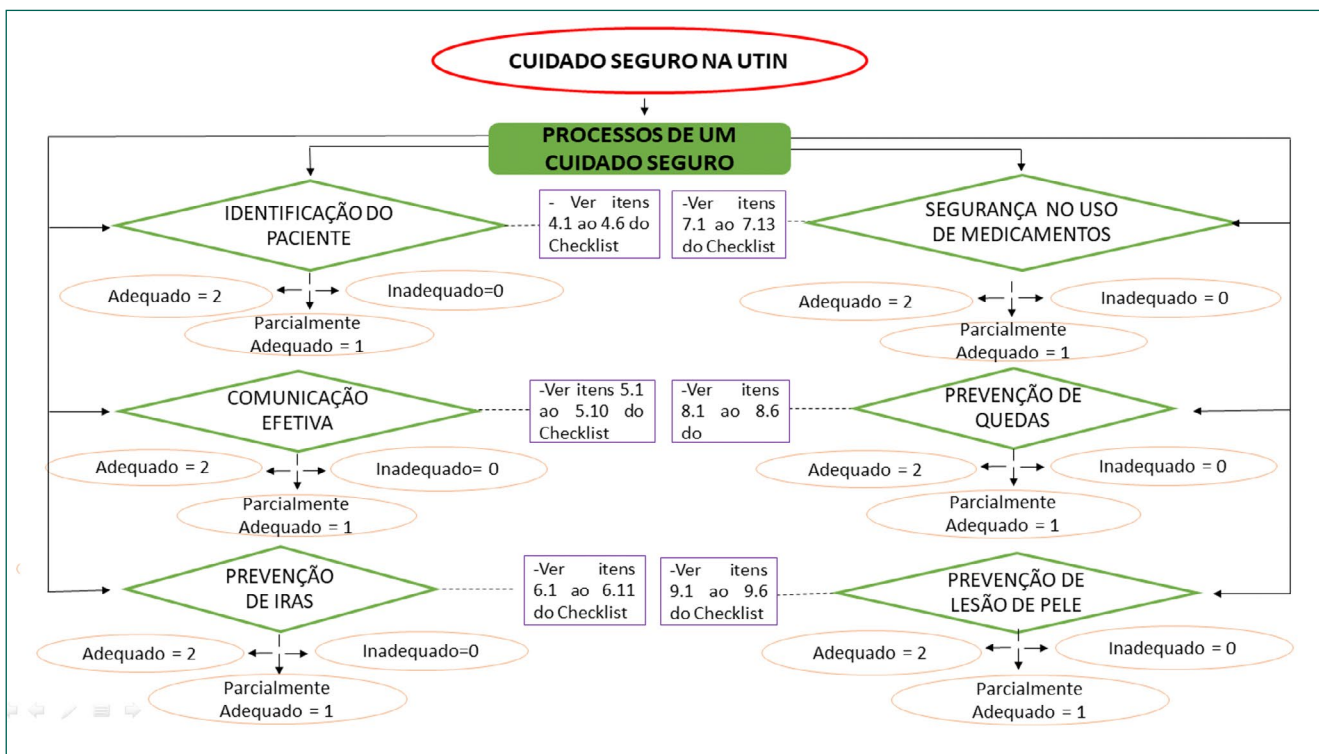 CUIDADO SEGURO NA UTIN
PROCESSOS DE UM
CUIDADO SEGURO
IDENTIFICAÇÃO DO
PACIENTE
- Ver itens
4.1 ao 4.6 do
Checklist
Adequado = 2
Inadequado=0
Parcialmente
Adequado = 1
-Ver itens
7.1 ao 7.13
do Checklist
SEGURANÇA NO USO
DE MEDICAMENTOS
Adequado = 2
Inadequado = 0
Parcialmente
Adequado = 1
COMUNICAÇÃO
EFETIVA
-Ver itens 5.1
ao 5.10 do
Checklist
Adequado = 2
Inadequado= 0
Parcialmente
Adequado = 1
-Ver itens
8.1 ao 8.6
do
PREVENÇÃO DE
QUEDAS
Adequado = 2
Inadequado = 0
Parcialmente
Adequado = 1
PREVENÇÃO
DE IRAS
-Ver itens
6.1 ao 6.11
do Checklist
Adequado = 2
Inadequado=0
Parcialmente
Adequado = 1
-Ver itens
9.1 ao 9.6
do Checklist
PREVENÇÃO DE
LESÃO DE PELE
Adequado = 2
Inadequado = 0
Parcialmente
Adequado = 1